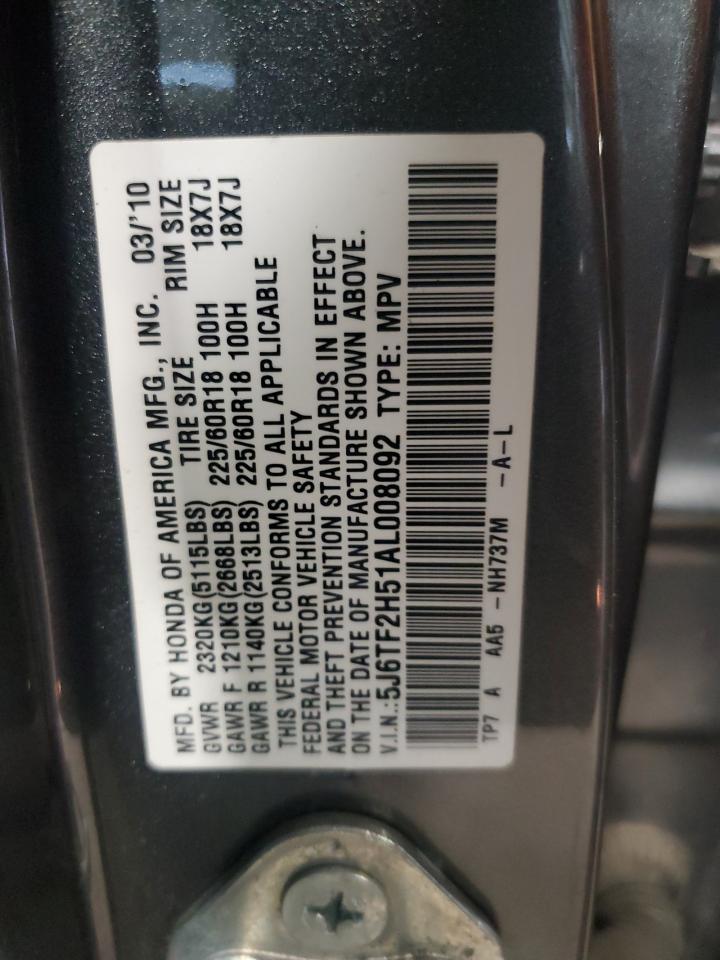 MFD. BY HONDA OF AMERICA MFG., INC. 03/'10
GVWR 2320KG(5115LBS) TIRE SIZE RIM SIZE
GAWR F 1210KG(2668LBS) 225/60R18 100H 18X7J
GAWR R 1140KG(2513LBS) 225/60R18 100H 18X7J
THIS VEHICLE CONFORMS TO ALL APPLICABLE
FEDERAL MOTOR VEHICLE SAFETY
AND THEFT PREVENTION STANDARDS IN EFFECT
ON THE DATE OF MANUFACTURE SHOWN ABOVE.
V.I.N.:5J6TF2H51AL008092 TYPE: MPV
TP7 A AA5 -NH737M -A-L